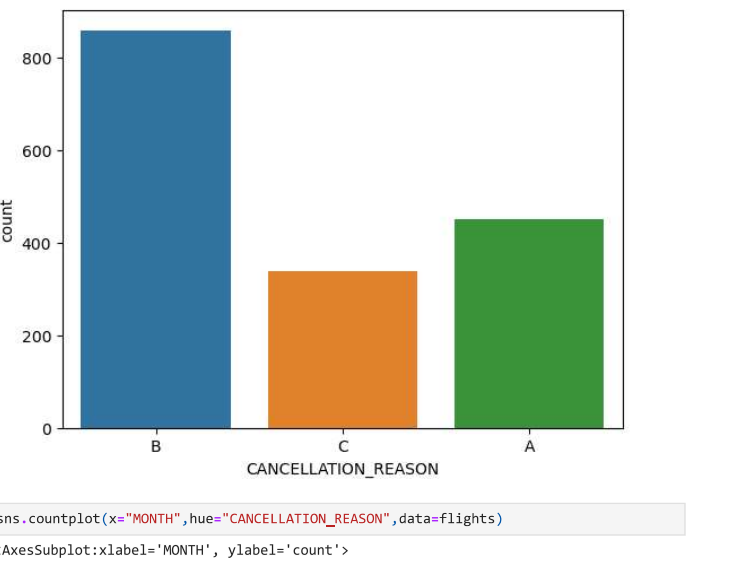 800
600
400
200
0
count
B C A
CANCELLATION_REASON
sns.countplot(x="MONTH",hue="CANCELLATION_REASON",data=flights)
:AxesSubplot:xlabel='MONTH', ylabel='count'>